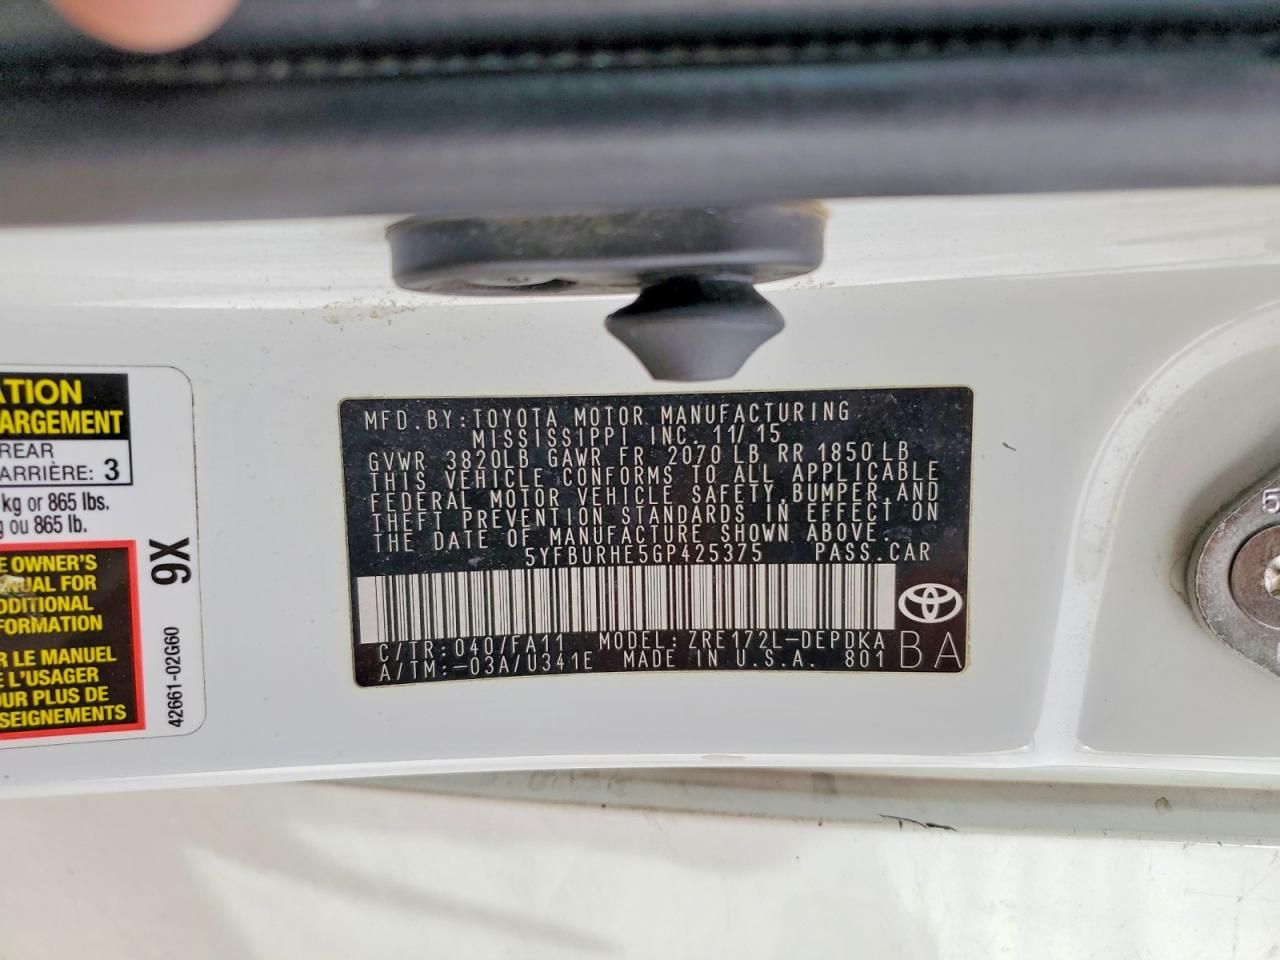 ATION
ARGEMENT
REAR
ARRIÈRE: 3
kg or 865 lbs.
ou 865 lb.
OWNER'S
FOR
ADDITIONAL
FORMATION
LE MANUEL
L'USAGER
PLUS DE
SEIGNEMENTS
9X
42661-02G60
MFD. BY: TOYOTA MOTOR MANUFACTURING
MISSISSIPPI INC. 11/15
GVWR 3820LB GAWR FR 2070 LB RR 1850 LB
THIS VEHICLE CONFORMS TO ALL APPLICABLE
FEDERAL MOTOR VEHICLE SAFETY, BUMPER, AND
THEFT PREVENTION STANDARDS IN EFFECT ON
THE DATE OF MANUFACTURE SHOWN ABOVE.
5YFBURHE5GP425375 PASS. CAR
C/TR: 040/FA11 MODEL: ZRE172L-DEPDKA
A/TM: -03A/U341E MADE IN U.S.A. 801
BA
5